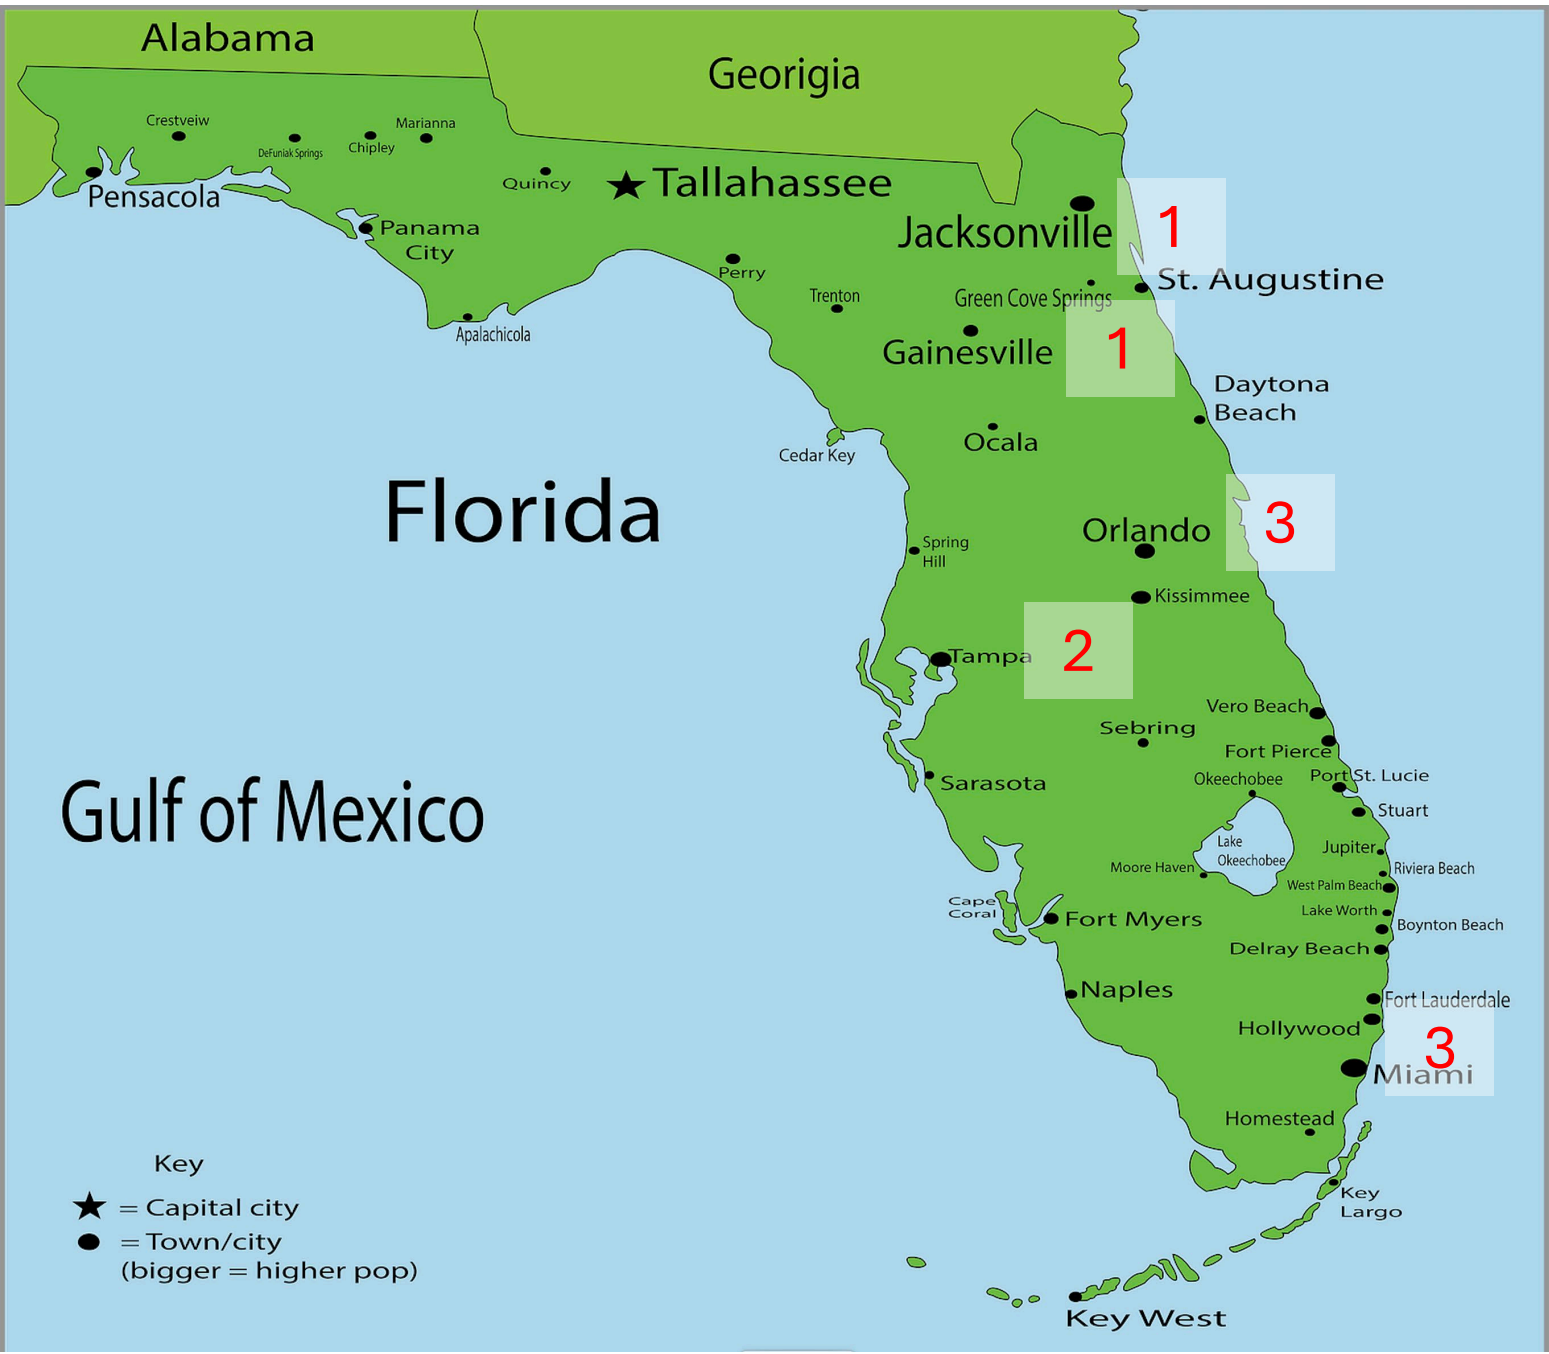 Alabama
Georigia
Crestveiw
DeFuniak Springs
Chipley
Marianna
Pensacola
Quincy
Tallahassee
Panama
City
Jacksonville
1
Perry
St. Augustine
Trenton
Green Cove Springs
Apalachicola
Gainesville
1
Daytona
Beach
Ocala
Cedar Key
Florida
Orlando
3
Spring
Hill
Kissimmee
Tampa
2
Vero Beach
Sebring
Fort Pierce
Sarasota
Okeechobee
Port St. Lucie
Gulf of Mexico
Stuart
Lake
Okeechobee
Jupiter
Moore Haven
Riviera Beach
West Palm Beach
Cape
Coral
Lake Worth
Fort Myers
Boynton Beach
Delray Beach
Naples
Fort Lauderdale
Hollywood
3
Miami
Homestead
Key
★ = Capital city
● = Town/city
(bigger = higher pop)
Key
Largo
Key West